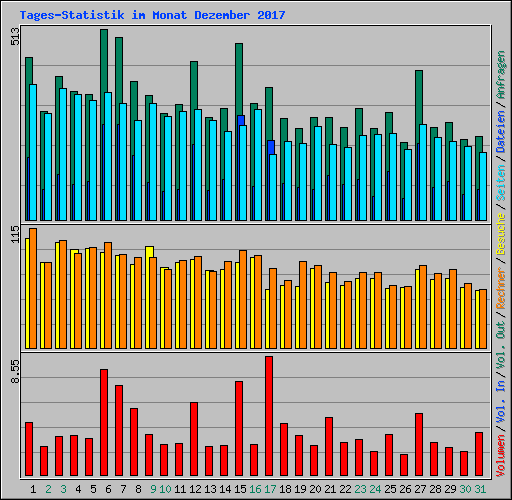 Tages-Statistik im Monat Dezember 2017
513
115
8.55
Volumen / Vol. In / Vol. Out / Rechner / Besuche / Seiten / Dateien / Anfragen
1 2 3 4 5 6 7 8 9 10 11 12 13 14 15 16 17 18 19 20 21 22 23 24 25 26 27 28 29 30 31